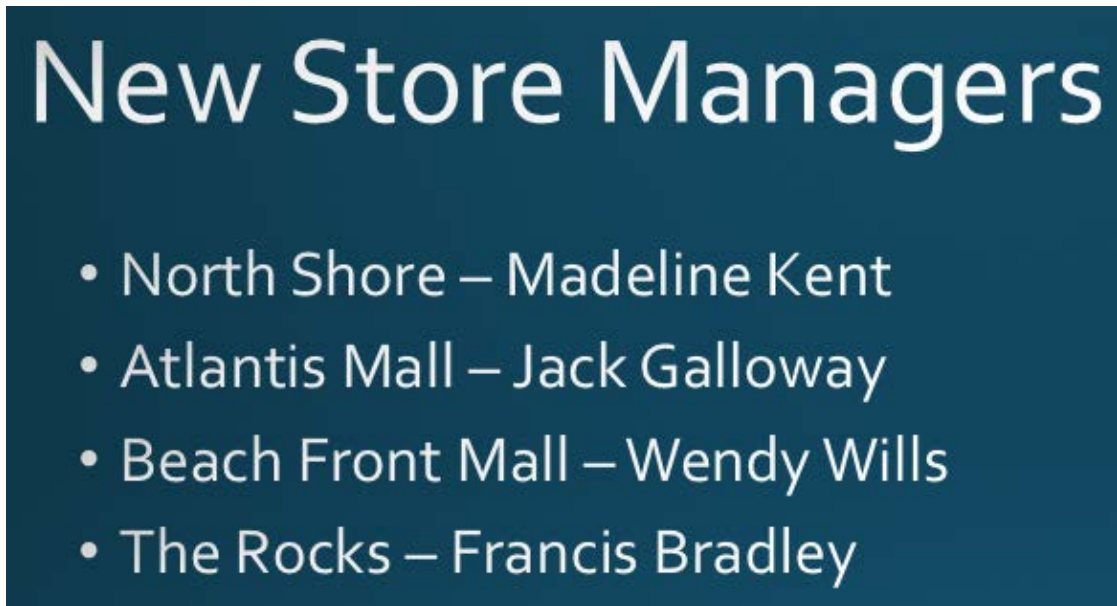 New Store Managers
• North Shore – Madeline Kent
• Atlantis Mall – Jack Galloway
• Beach Front Mall – Wendy Wills
• The Rocks – Francis Bradley